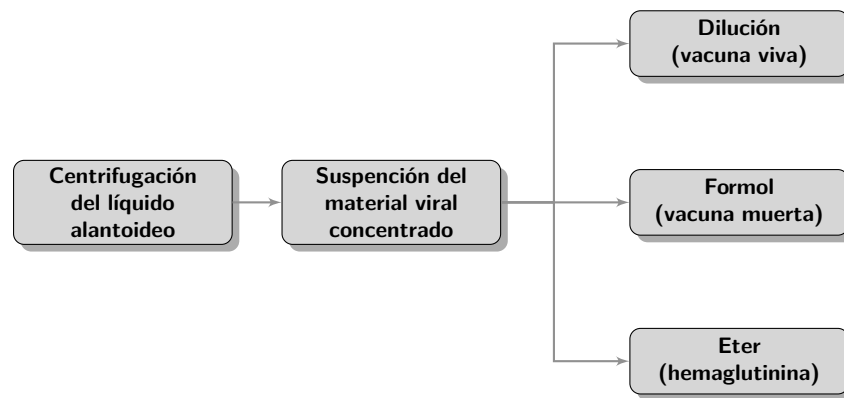 Centrifugación
del líquido
alantoideo
Suspención del
material viral
concentrado
Dilución
(vacuna viva)
Formol
(vacuna muerta)
Eter
(hemaglutinina)